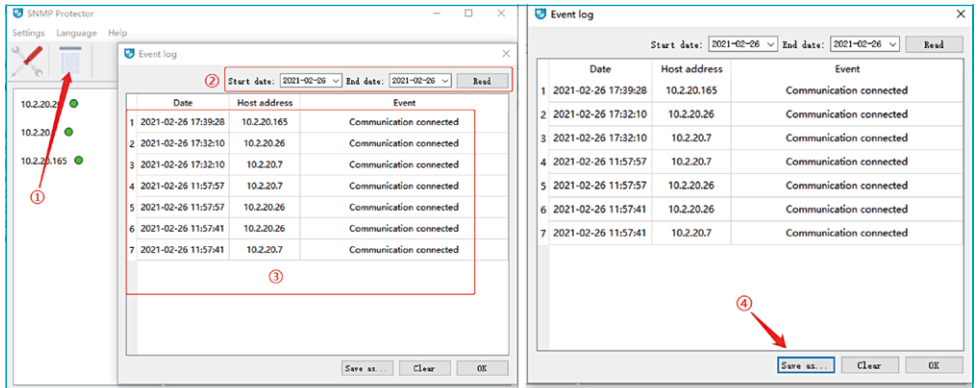 SNMP Protector
Settings Language Help
①
10.2.20.26
10.2.20.7
10.2.20.165
Event log
② Start date: 2021-02-26 End date: 2021-02-26 Read
Date Host address Event
1 2021-02-26 17:39:28 10.2.20.165 Communication connected
2 2021-02-26 17:32:10 10.2.20.26 Communication connected
3 2021-02-26 17:32:10 10.2.20.7 Communication connected
4 2021-02-26 11:57:57 10.2.20.7 Communication connected
5 2021-02-26 11:57:57 10.2.20.26 Communication connected
6 2021-02-26 11:57:41 10.2.20.26 Communication connected
7 2021-02-26 11:57:41 10.2.20.7 Communication connected
③
Save as... Clear OK
Event log
Start date: 2021-02-26 End date: 2021-02-26 Read
Date Host address Event
1 2021-02-26 17:39:28 10.2.20.165 Communication connected
2 2021-02-26 17:32:10 10.2.20.26 Communication connected
3 2021-02-26 17:32:10 10.2.20.7 Communication connected
4 2021-02-26 11:57:57 10.2.20.7 Communication connected
5 2021-02-26 11:57:57 10.2.20.26 Communication connected
6 2021-02-26 11:57:41 10.2.20.26 Communication connected
7 2021-02-26 11:57:41 10.2.20.7 Communication connected
④
Save as... Clear OK